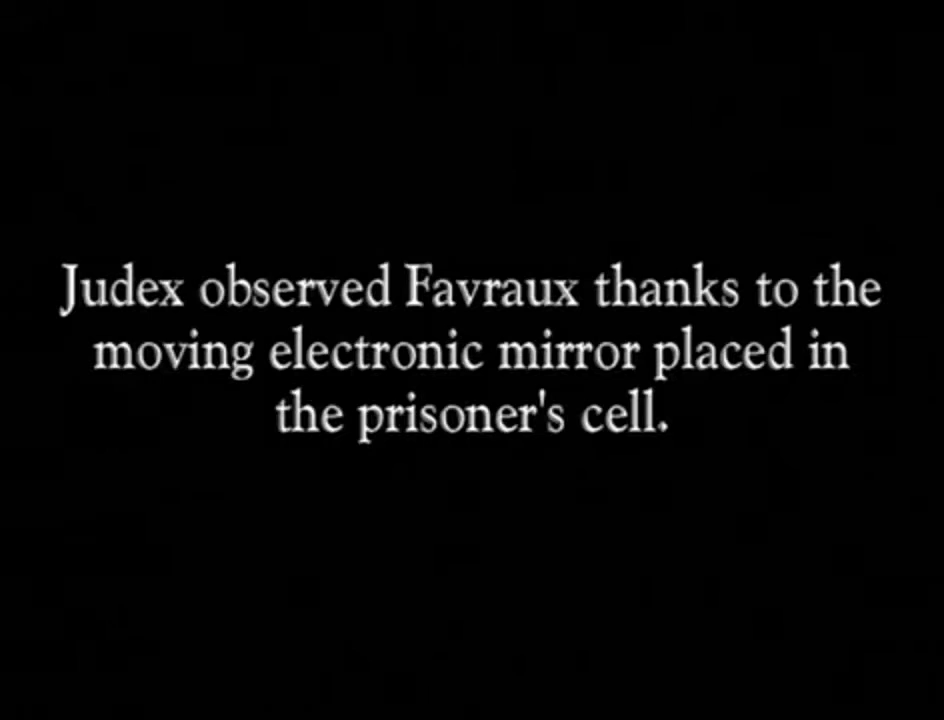 Judex observed Favraux thanks to the
moving electronic mirror placed in
the prisoner's cell.